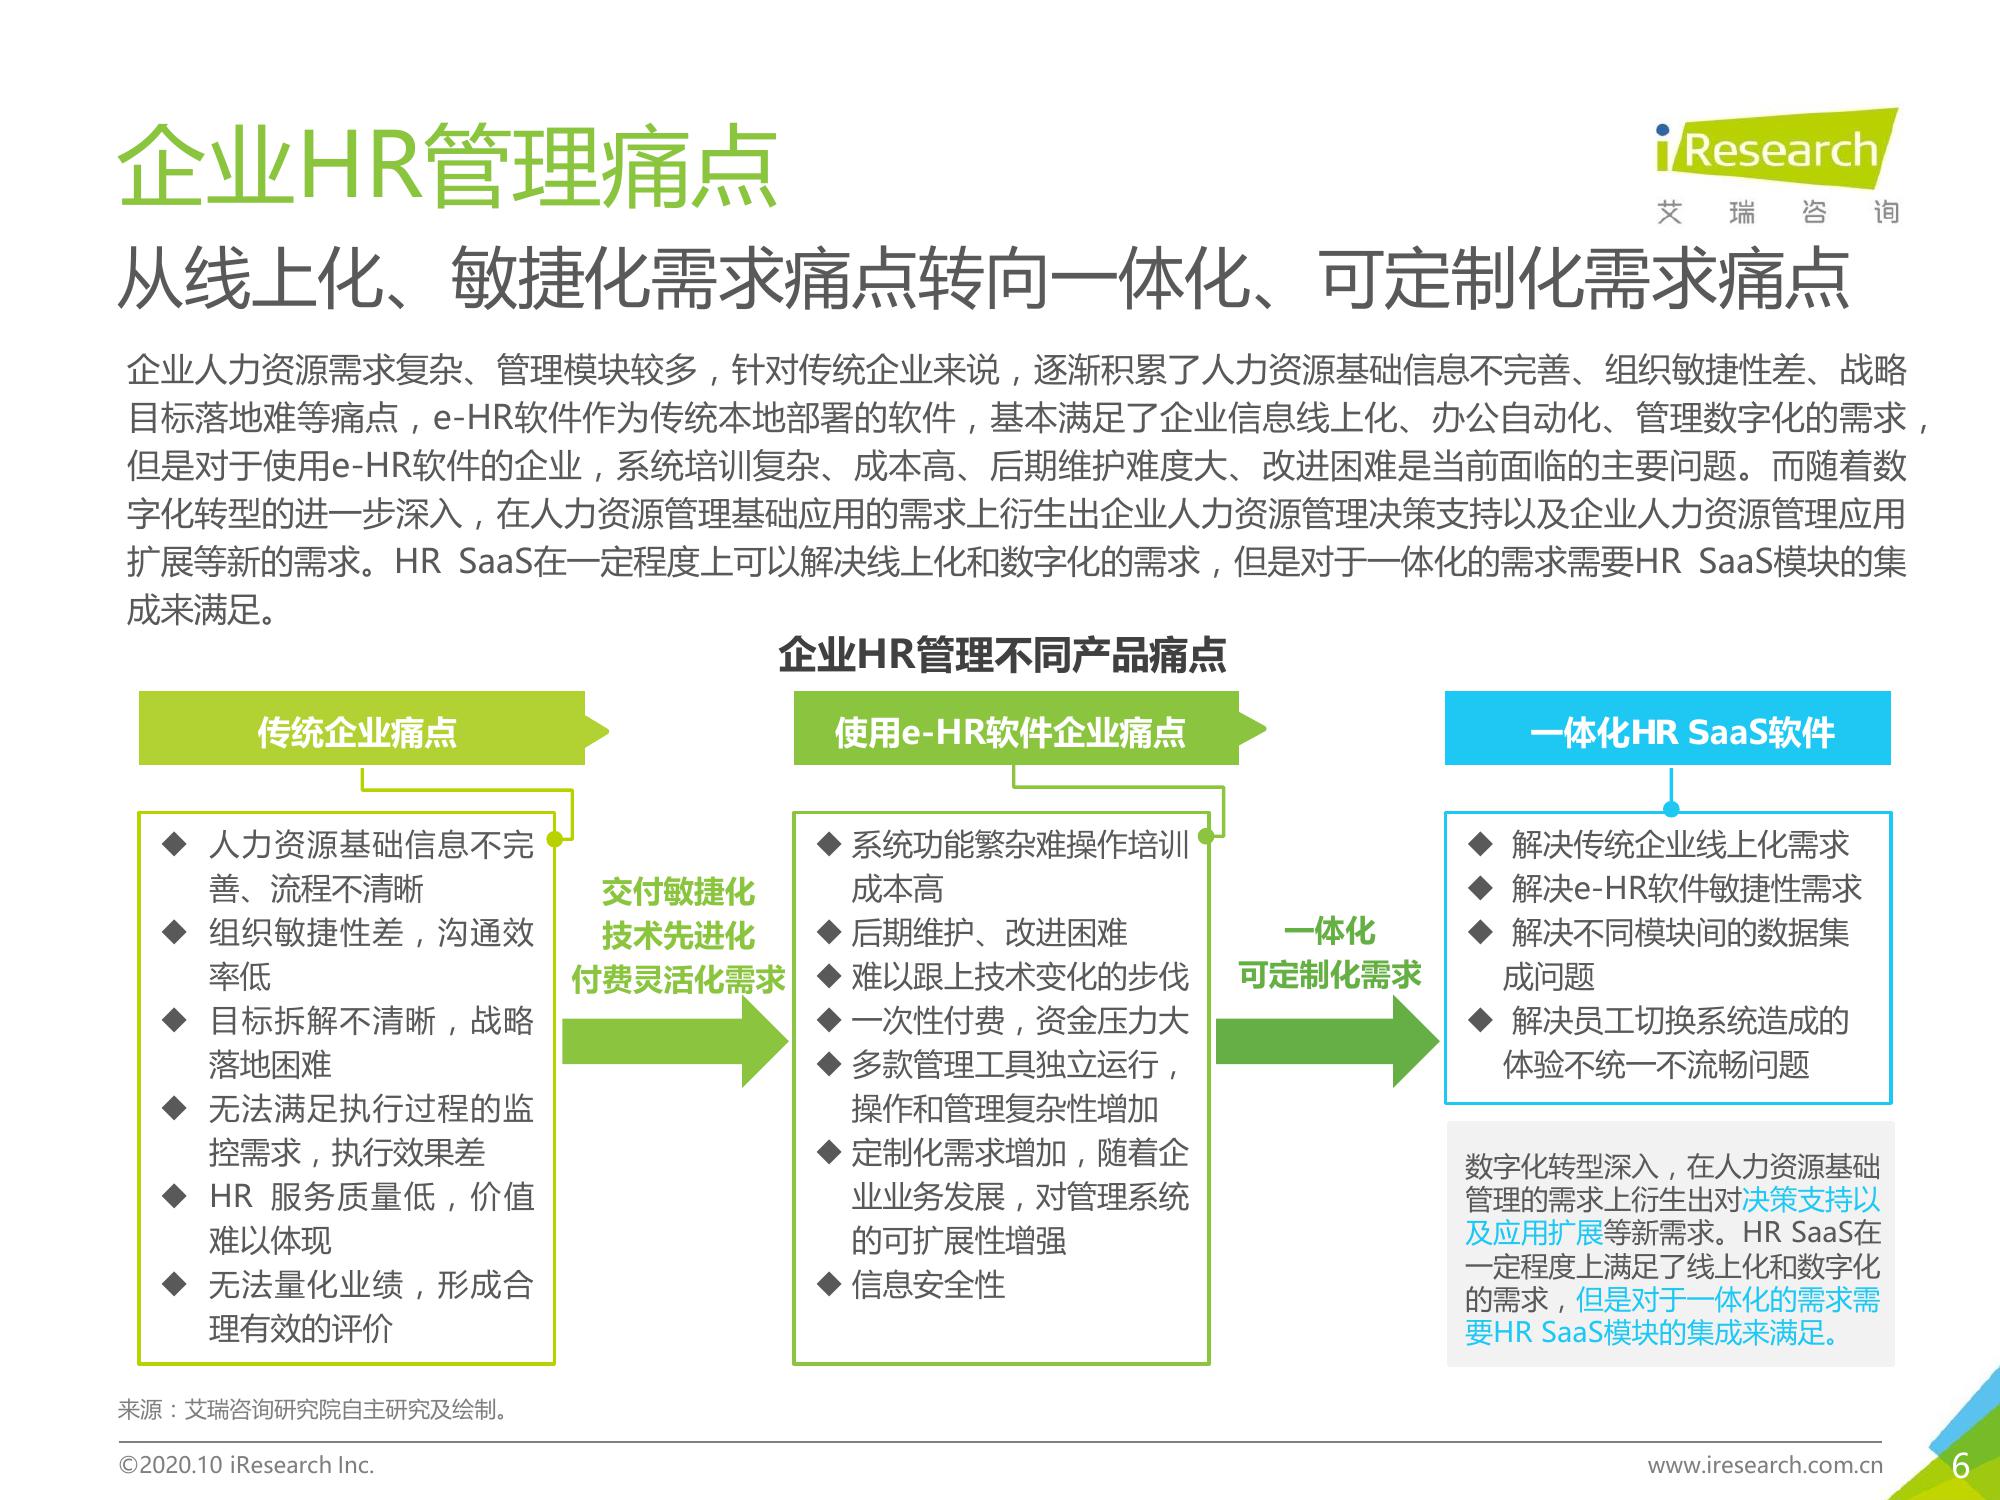 企业HR管理痛点
iResearch
艾瑞咨询
从线上化、敏捷化需求痛点转向一体化、可定制化需求痛点
企业人力资源需求复杂、管理模块较多，针对传统企业来说，逐渐积累了人力资源基础信息不完善、组织敏捷性差、战略
目标落地难等痛点，e-HR软件作为传统本地部署的软件，基本满足了企业信息线上化、办公自动化、管理数字化的需求，
但是对于使用e-HR软件的企业，系统培训复杂、成本高、后期维护难度大、改进困难是当前面临的主要问题。而随着数
字化转型的进一步深入，在人力资源管理基础应用的需求上衍生出企业人力资源管理决策支持以及企业人力资源管理应用
扩展等新的需求。HR SaaS在一定程度上可以解决线上化和数字化的需求，但是对于一体化的需求需要HR SaaS模块的集
成来满足。
企业HR管理不同产品痛点
传统企业痛点
◆ 人力资源基础信息不完
善、流程不清晰
◆ 组织敏捷性差，沟通效
率低
◆ 目标拆解不清晰，战略
落地困难
◆ 无法满足执行过程的监
控需求，执行效果差
◆ HR 服务质量低，价值
难以体现
◆ 无法量化业绩，形成合
理有效的评价
交付敏捷化
技术先进化
付费灵活化需求
使用e-HR软件企业痛点
◆ 系统功能繁杂难操作培训
成本高
◆ 后期维护、改进困难
◆ 难以跟上技术变化的步伐
◆ 一次性付费，资金压力大
◆ 多款管理工具独立运行，
操作和管理复杂性增加
◆ 定制化需求增加，随着企
业业务发展，对管理系统
的可扩展性增强
◆ 信息安全性
一体化
可定制化需求
一体化HR SaaS软件
◆ 解决传统企业线上化需求
◆ 解决e-HR软件敏捷性需求
◆ 解决不同模块间的数据集
成问题
◆ 解决员工切换系统造成的
体验不统一不流畅问题
数字化转型深入，在人力资源基础
管理的需求上衍生出对决策支持以
及应用扩展等新需求。HR SaaS在
一定程度上满足了线上化和数字化
的需求，但是对于一体化的需求需
要HR SaaS模块的集成来满足。
来源：艾瑞咨询研究院自主研究及绘制。
©2020.10 iResearch Inc.
www.iresearch.com.cn
6